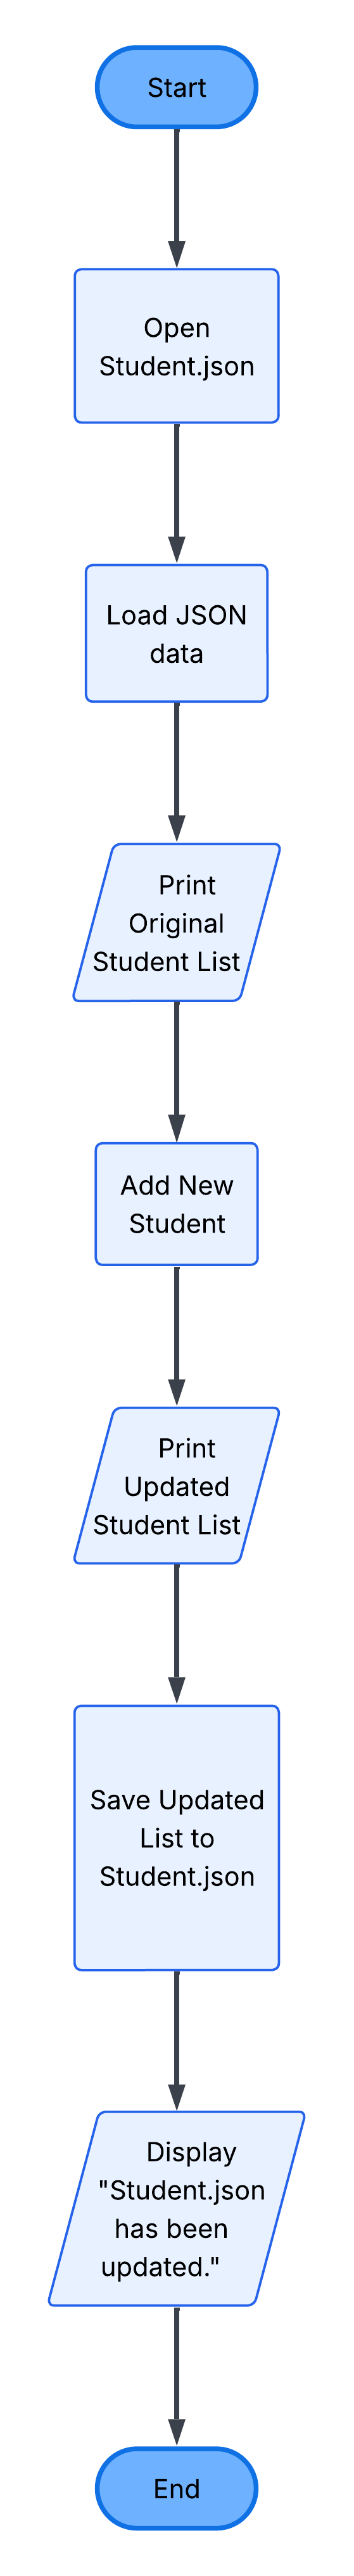 Start
Open
Student.json
Load JSON
data
Print
Original
Student List
Add New
Student
Print
Updated
Student List
Save Updated
List to
Student.json
Display
"Student.json
has been
updated."
End